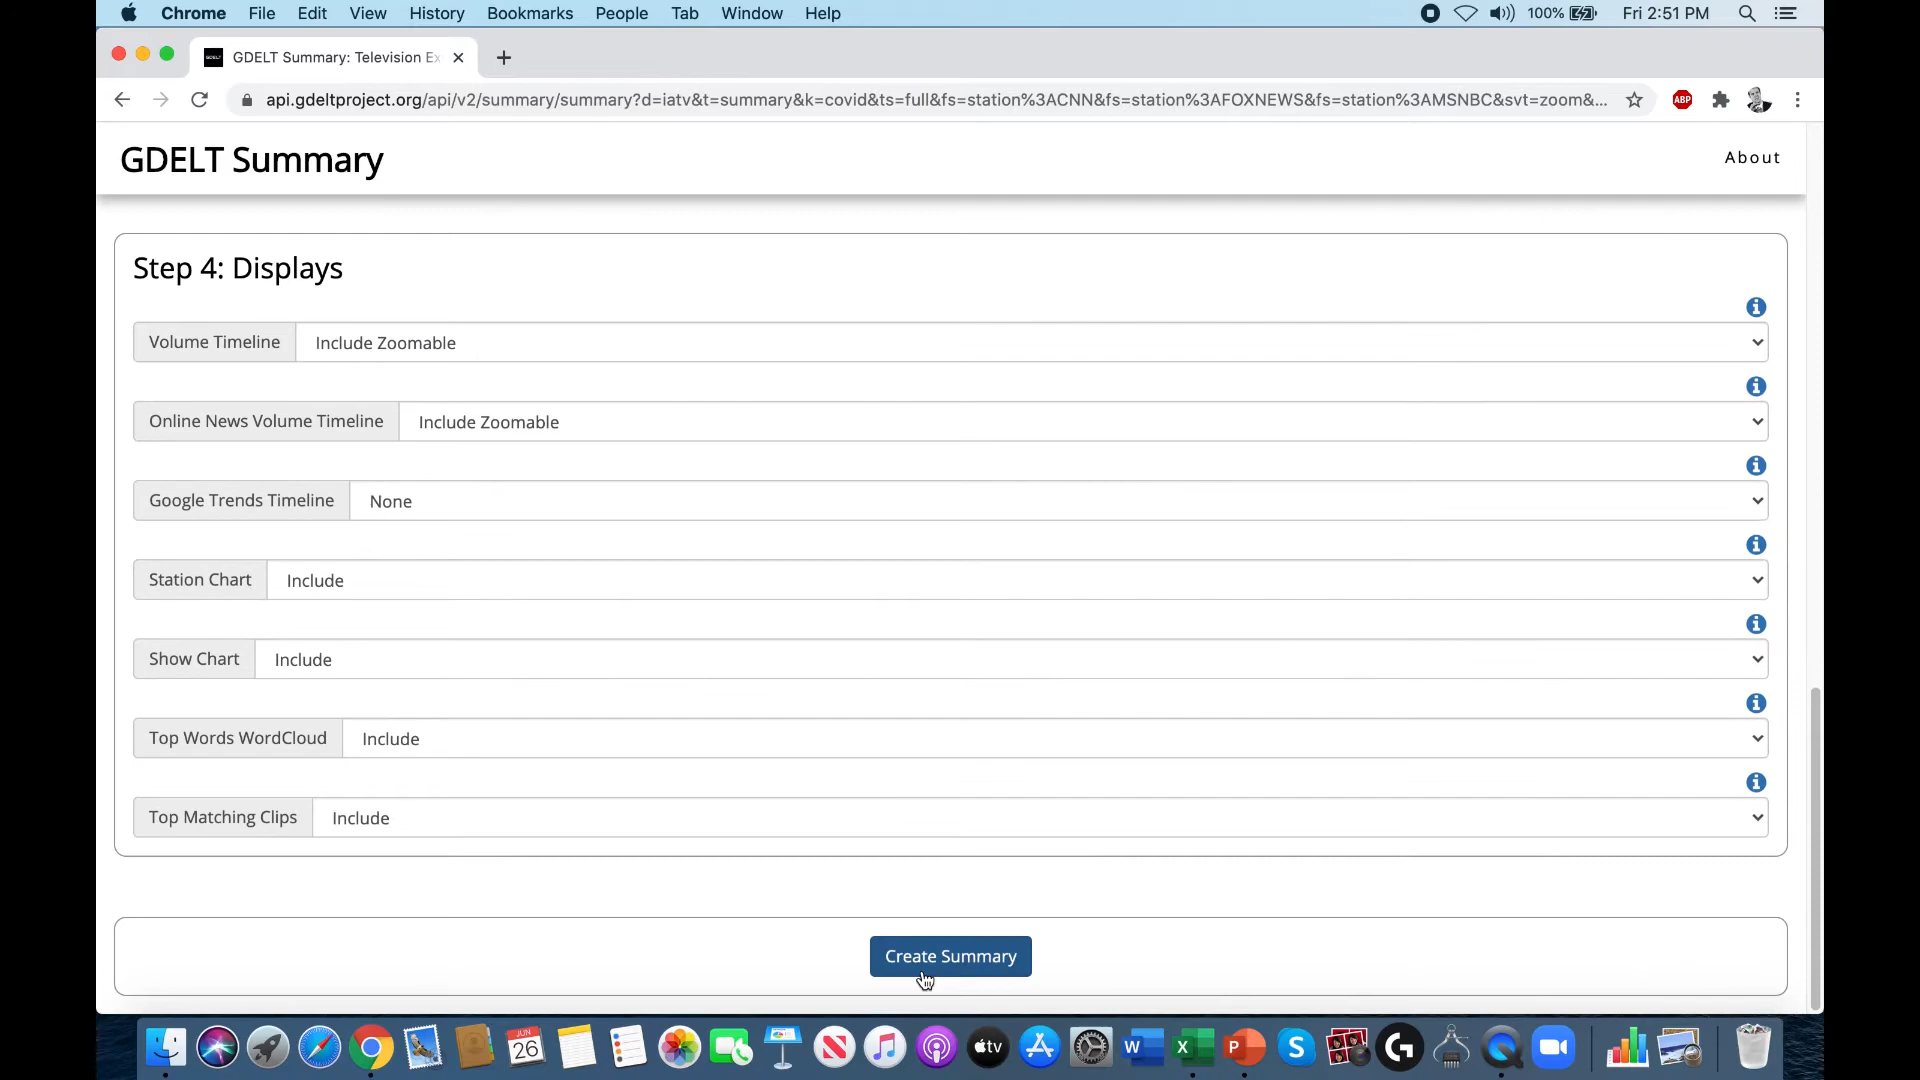 Chrome File Edit View History Bookmarks People Tab Window Help 100% Fri 2:51 PM
GDELT Summary: Television Ex
api.gdeltproject.org/api/v2/summary/summary?d=iatv&t=summary&k=covid&ts=full&fs=station%3ACNN&fs=station%3AFOXNEWS&fs=station%3AMSNBC&svt=zoom&... ABP
GDELT Summary About
Step 4: Displays
Volume Timeline Include Zoomable
Online News Volume Timeline Include Zoomable
Google Trends Timeline None
Station Chart Include
Show Chart Include
Top Words WordCloud Include
Top Matching Clips Include
Create Summary
JUN
26
tv W X P S G